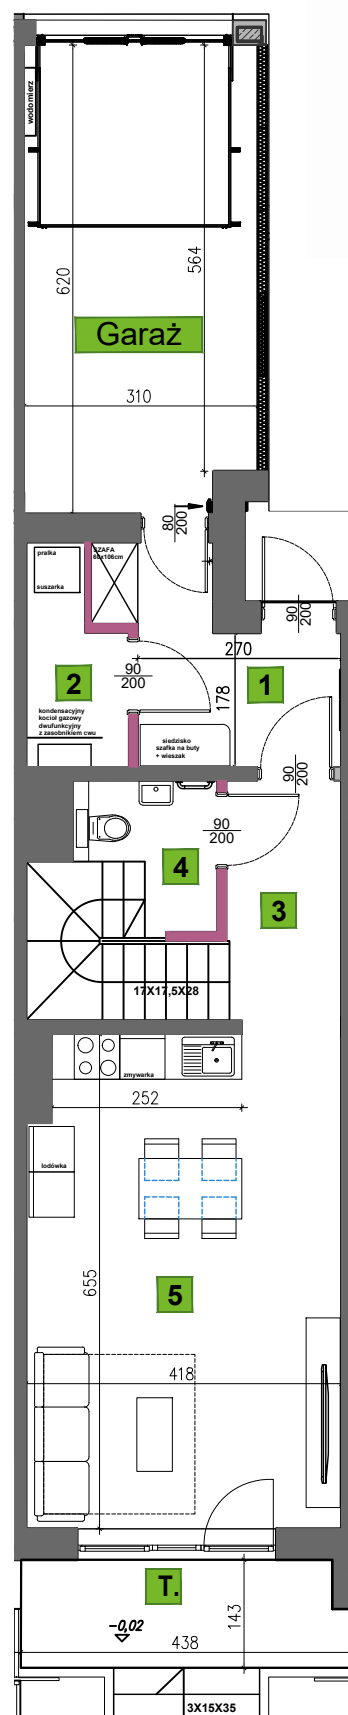 wodomierz
620
564
Garaż
310
80
200
pralka
suszarka
SZAFA
60x106cm
90
200
270
2
90
200
1
178
kondensacyjny
kocioł gazowy
dwufunkcyjny
z zasobnikiem cwu
siedzisko
szafka na buty
+ wieszak
90
200
90
200
4
3
17X17,5X28
zmywarka
252
lodówka
655
5
418
T.
-0,02
143
438
3X15X35